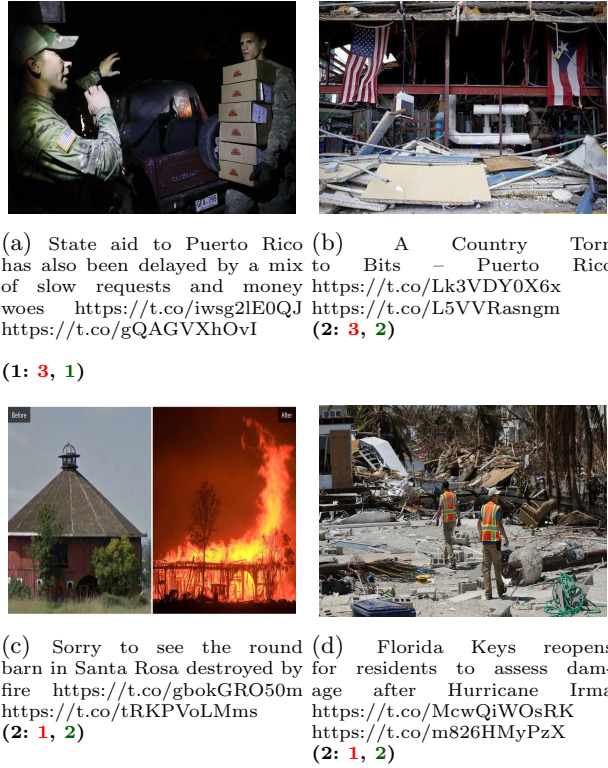 (a) State aid to Puerto Rico
has also been delayed by a mix
of slow requests and money
woes https://t.co/iwsg2lE0QJ
https://t.co/gQAGVXhOvI
(1: 3, 1)
(b) A Country Torn
to Bits – Puerto Rico
https://t.co/Lk3VDY0X6x
https://t.co/L5VVRasngm
(2: 3, 2)
Before
After
(c) Sorry to see the round
barn in Santa Rosa destroyed by
fire https://t.co/gbokGRO50m
https://t.co/tRKPVoLMms
(2: 1, 2)
(d) Florida Keys reopens
for residents to assess dam-
age after Hurricane Irma
https://t.co/McwQiWOsRK
https://t.co/m826HMyPzX
(2: 1, 2)